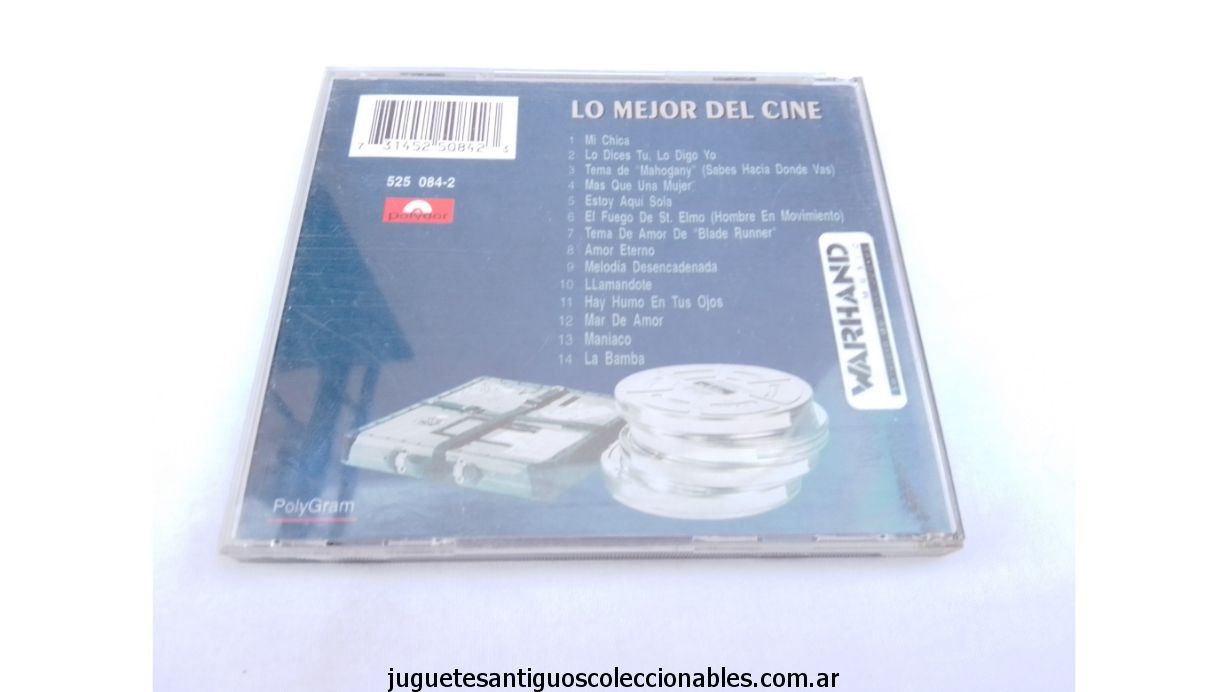 LO MEJOR DEL CINE
1 Mi Chica
2 Lo Dices Tu, Lo Digo Yo
3 Tema de "Mahogany" (Sabes Hacia Donde Vas)
4 Mas Que Una Mujer
5 Estoy Aqui Sola
6 El Fuego De St. Elmo (Hombre En Movimiento)
7 Tema De Amor De "Blade Runner"
8 Amor Eterno
9 Melodia Desencadenada
10 LLamandote
11 Hay Humo En Tus Ojos
12 Mar De Amor
13 Maniaco
14 La Bamba
7 31452 50842 3
525 084-2
polydor
WARHAND
MUSIC
PolyGram
juguetesantiguoscoleccionables.com.ar